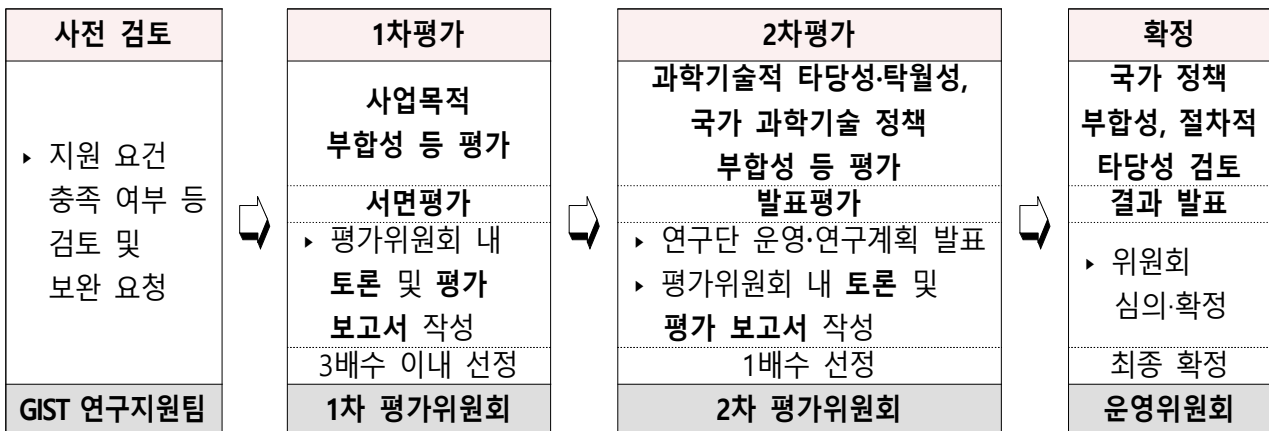 사전 검토
▸ 지원 요건
충족 여부 등
검토 및
보완 요청
GIST 연구지원팀
1차평가
사업목적
부합성 등 평가
서면평가
▸ 평가위원회 내
토론 및 평가
보고서 작성
3배수 이내 선정
1차 평가위원회
2차평가
과학기술적 타당성·탁월성,
국가 과학기술 정책
부합성 등 평가
발표평가
▸ 연구단 운영·연구계획 발표
▸ 평가위원회 내 토론 및
평가 보고서 작성
1배수 선정
2차 평가위원회
확정
국가 정책
부합성, 절차적
타당성 검토
결과 발표
▸ 위원회
심의·확정
최종 확정
운영위원회